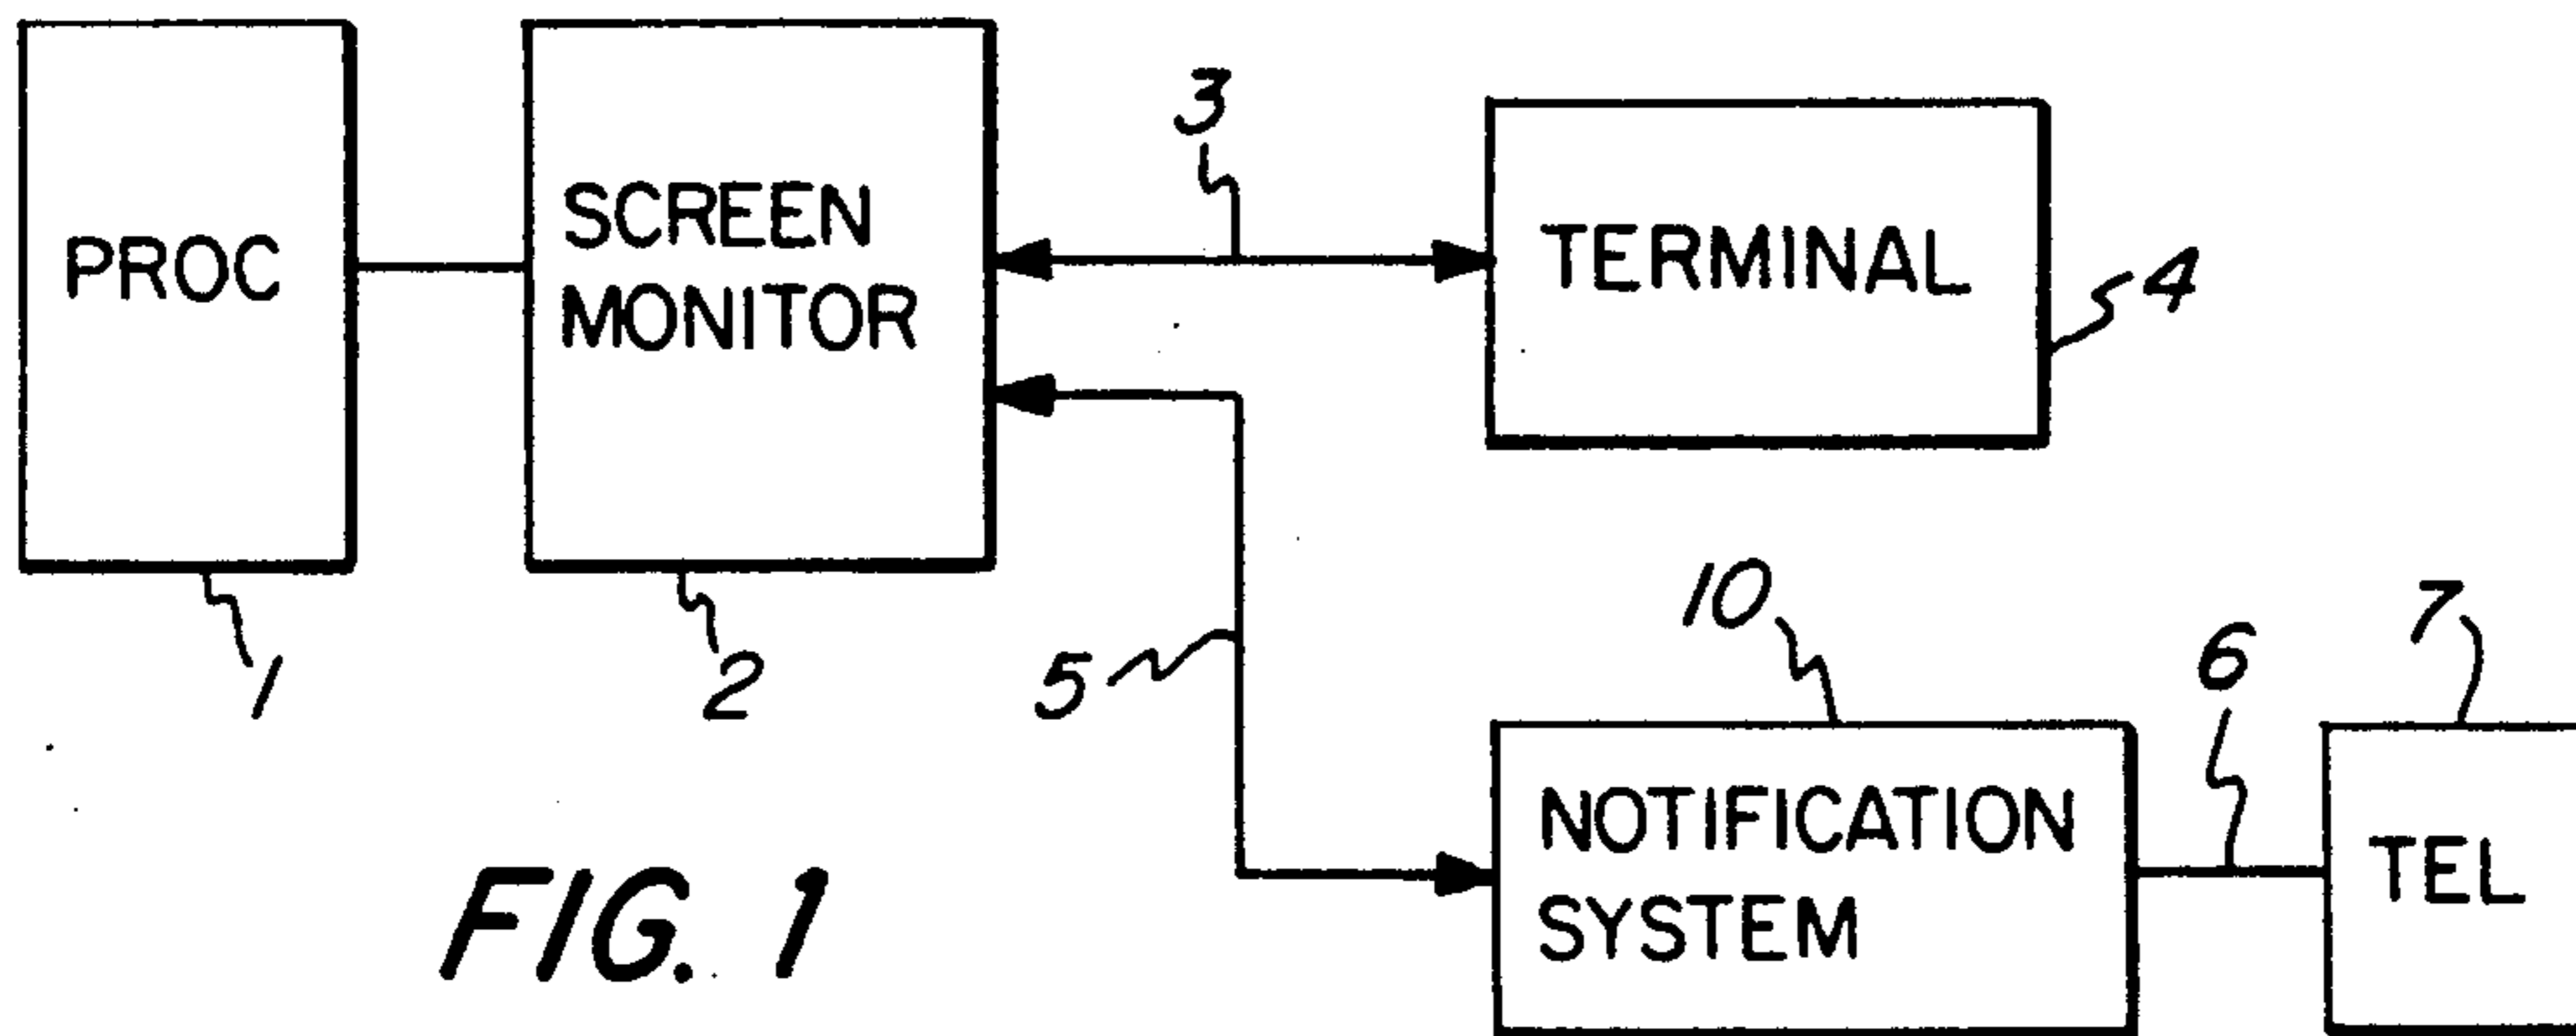 PROC
SCREEN
MONITOR
3
TERMINAL
4
1
2
5
10
6
7
NOTIFICATION
SYSTEM
TEL
FIG. 1